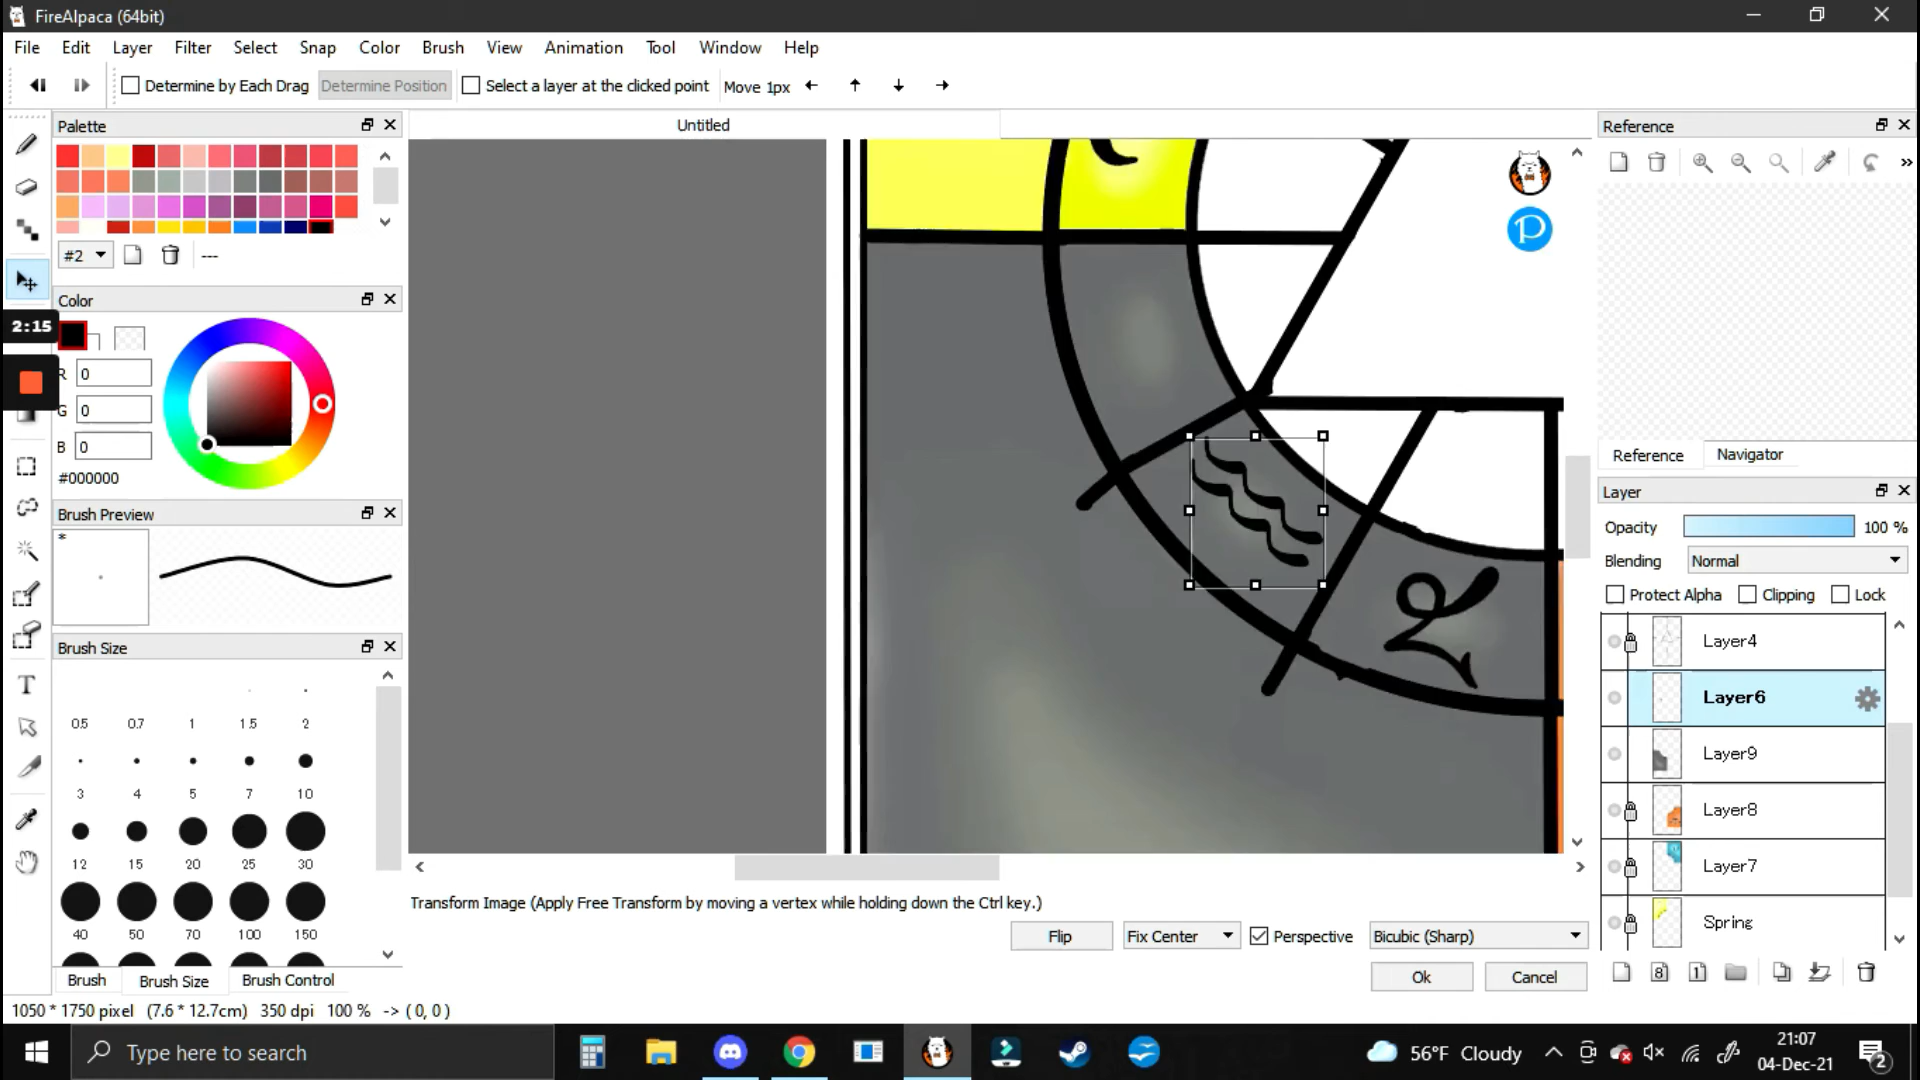 FireAlpaca (64bit)
File Edit Layer Filter Select Snap Color Brush View Animation Tool Window Help
Determine by Each Drag Determine Position Select a layer at the clicked point Move 1px
Palette
Untitled
Reference
#2 ---
Color
2:15
R 0
G 0
B 0
#000000
Reference Navigator
Layer
Brush Preview
Opacity 100 %
*
Blending Normal
Protect Alpha Clipping Lock
Brush Size
Layer4
Layer6
0.5 0.7 1 1.5 2
Layer9
3 4 5 7 10
Layer8
12 15 20 25 30
Layer7
Transform Image (Apply Free Transform by moving a vertex while holding down the Ctrl key.)
Spring
40 50 70 100 150
Flip Fix Center Perspective Bicubic (Sharp)
Brush Brush Size Brush Control
Ok Cancel
1050 * 1750 pixel (7.6 * 12.7cm) 350 dpi 100 % -> ( 0, 0 )
Type here to search
56°F Cloudy
21:07
04-Dec-21
2